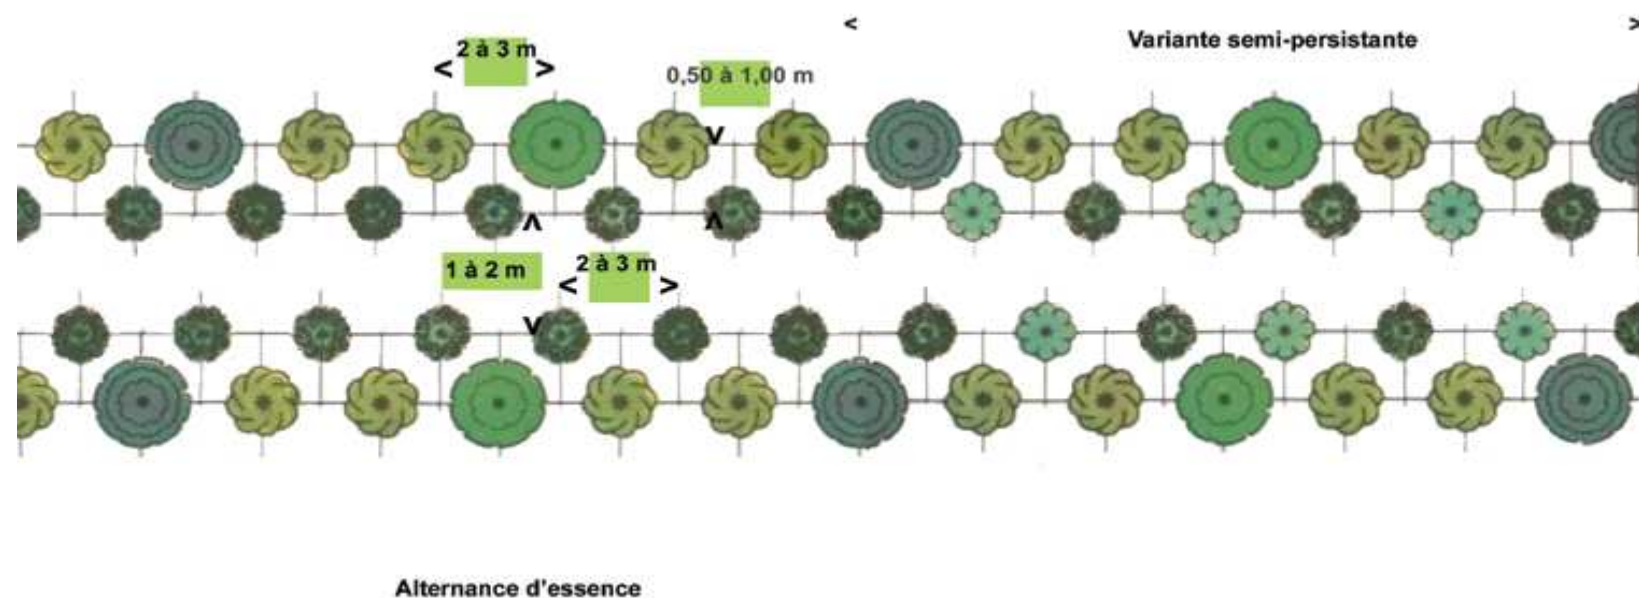 Variante semi-persistante
2 à 3 m
0,50 à 1,00 m
1 à 2 m
2 à 3 m
Alternance d'essence